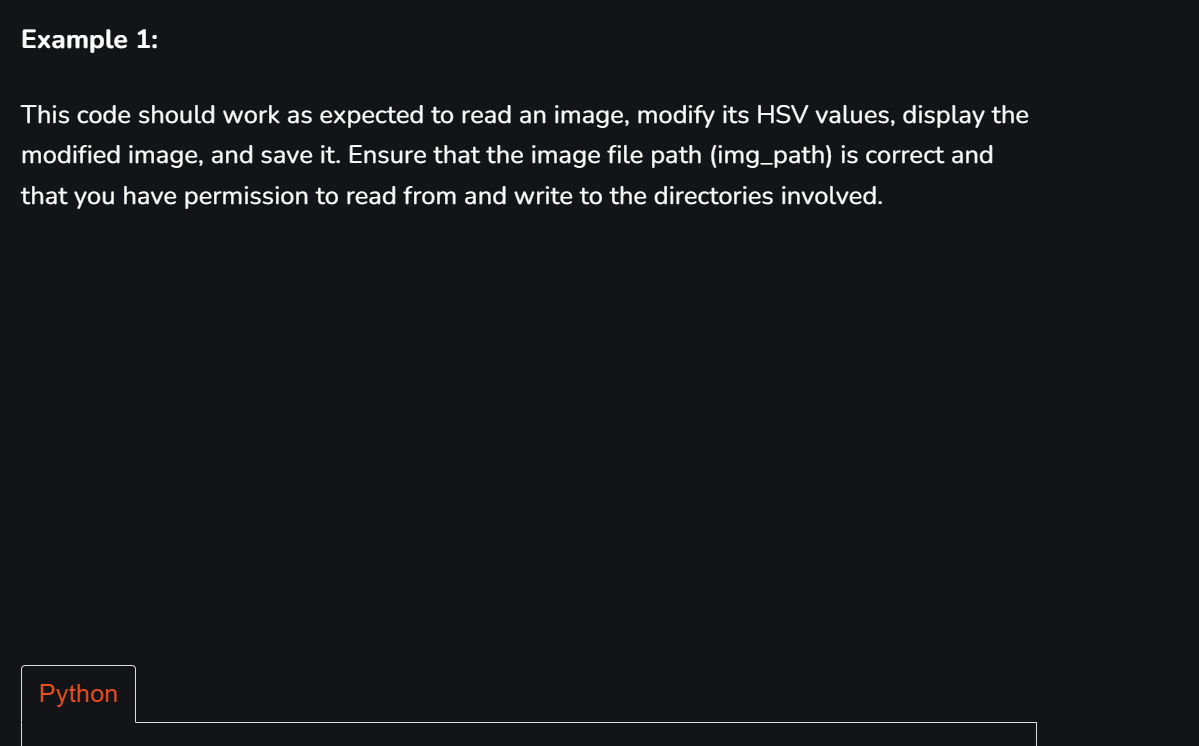 Example 1:
This code should work as expected to read an image, modify its HSV values, display the
modified image, and save it. Ensure that the image file path (img_path) is correct and
that you have permission to read from and write to the directories involved.
Python